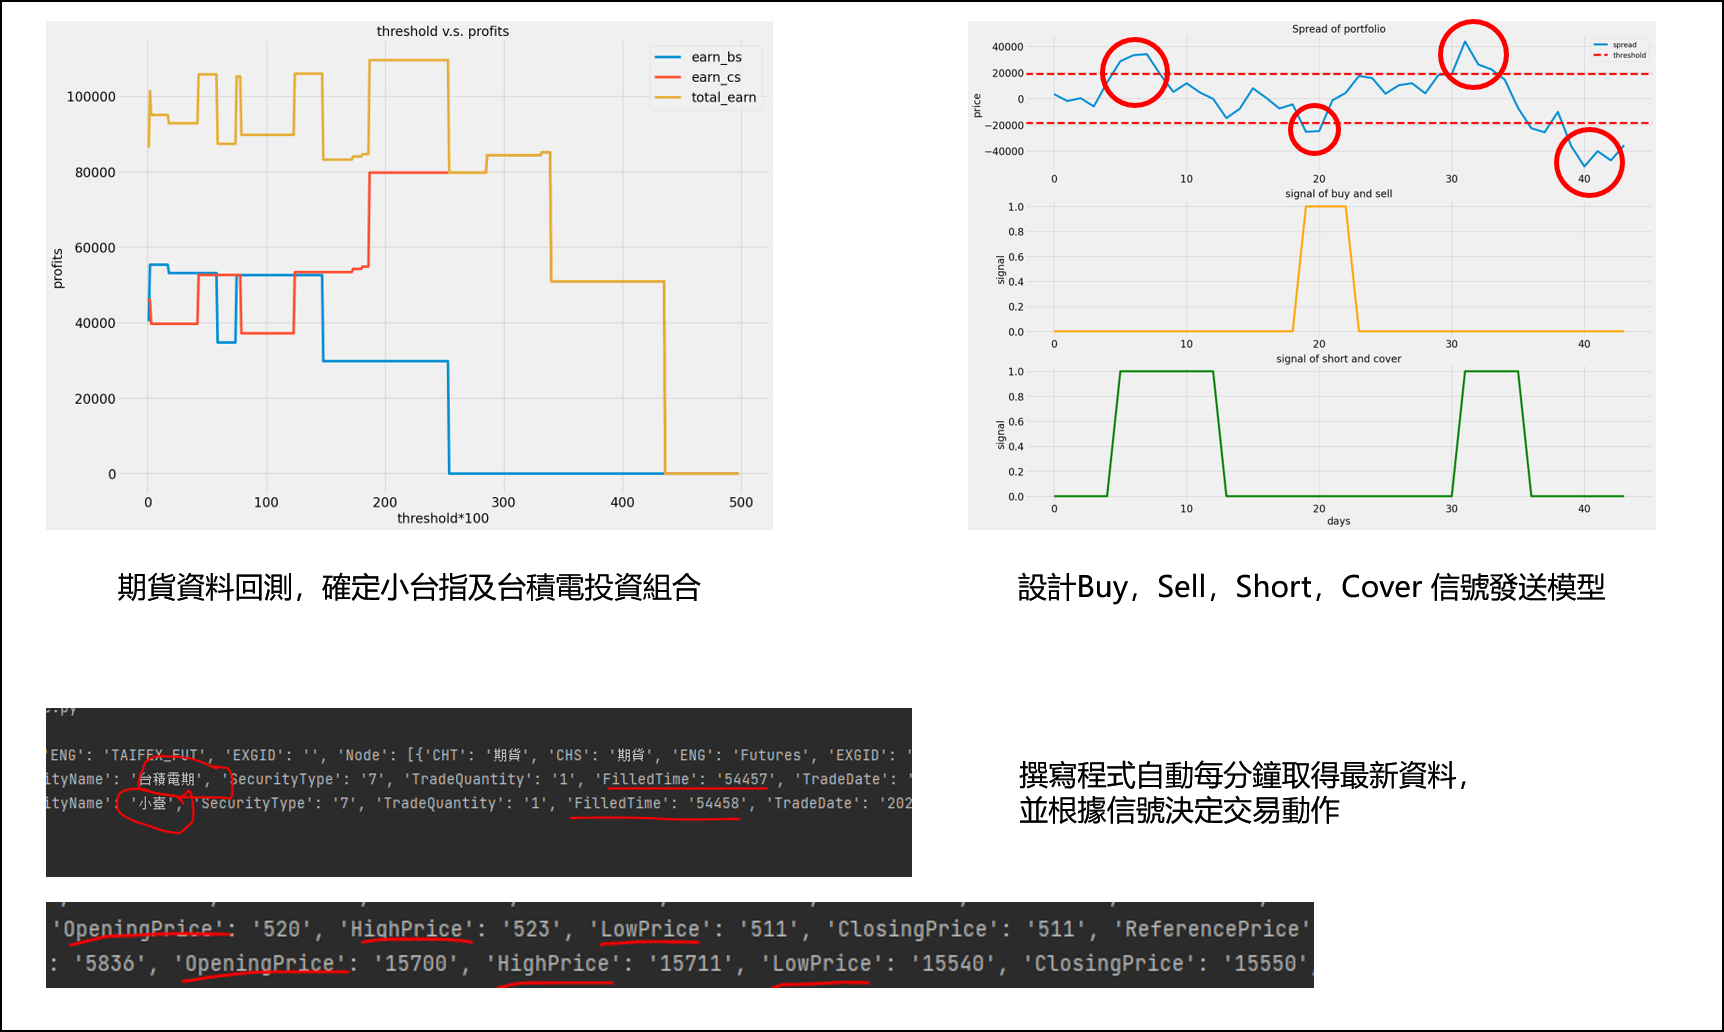 threshold v.s. profits
earn_bs
earn_cs
total_earn
100000
80000
60000
40000
20000
0
profits
0 100 200 300 400 500
threshold*100
Spread of portfolio
spread
threshold
40000
20000
0
−20000
−40000
price
0 10 20 30 40
signal of buy and sell
1.0
0.8
0.6
0.4
0.2
0.0
signal
0 10 20 30 40
signal of short and cover
1.0
0.8
0.6
0.4
0.2
0.0
signal
0 10 20 30 40
days
期貨資料回測，確定小台指及台積電投資組合
設計Buy，Sell，Short，Cover 信號發送模型
.py
'ENG': 'TAIFEX_FUT', 'EXGID': '', 'Node': [{'CHT': '期貨', 'CHS': '期貨', 'ENG': 'Futures', 'EXGID': '
ityName': '台積電期', 'SecurityType': '7', 'TradeQuantity': '1', 'FilledTime': '54457', 'TradeDate': '
ityName': '小臺', 'SecurityType': '7', 'TradeQuantity': '1', 'FilledTime': '54458', 'TradeDate': '202
撰寫程式自動每分鐘取得最新資料，
並根據信號決定交易動作
'OpeningPrice': '520', 'HighPrice': '523', 'LowPrice': '511', 'ClosingPrice': '511', 'ReferencePrice'
: '5836', 'OpeningPrice': '15700', 'HighPrice': '15711', 'LowPrice': '15540', 'ClosingPrice': '15550',